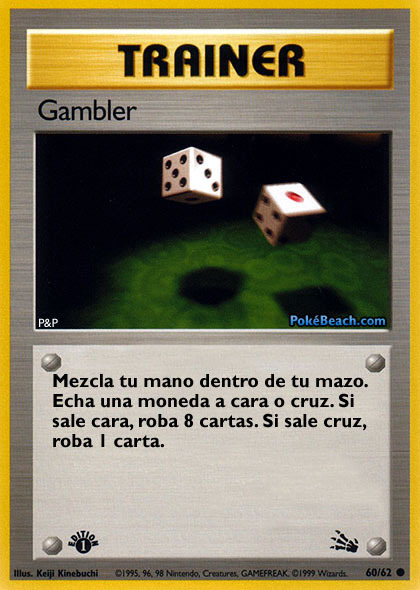 TRAINER
Gambler
P&P
PokéBeach.com
Mezcla tu mano dentro de tu mazo.
Echa una moneda a cara o cruz. Si
sale cara, roba 8 cartas. Si sale cruz,
roba 1 carta.
EDITION
1
Illus. Keiji Kinebuchi ©1995, 96, 98 Nintendo, Creatures, GAMEFREAK. ©1999 Wizards. 60/62